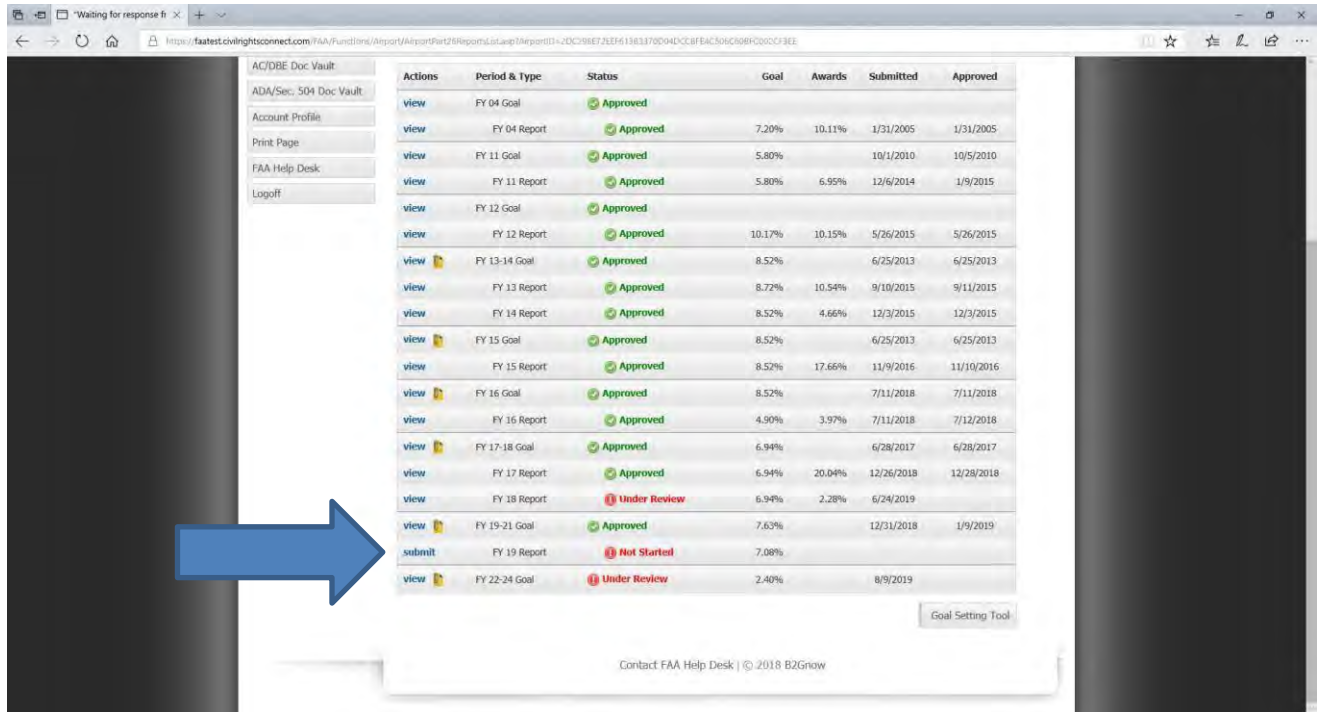 "Waiting for response fr
faatest.civilrightsconnect.com
AC/DBE Doc Vault
ADA/Sec. 504 Doc Vault
Account Profile
Print Page
FAA Help Desk
Logoff
Actions Period & Type Status Goal Awards Submitted Approved
view FY 04 Goal Approved
view FY 04 Report Approved 7.20% 10.11% 1/31/2005 1/31/2005
view FY 11 Goal Approved 5.80% 10/1/2010 10/5/2010
view FY 11 Report Approved 5.80% 6.95% 12/6/2014 1/9/2015
view FY 12 Goal Approved
view FY 12 Report Approved 10.17% 10.15% 5/26/2015 5/26/2015
view FY 13-14 Goal Approved 8.52% 6/25/2013 6/25/2013
view FY 13 Report Approved 8.72% 10.54% 9/10/2015 9/11/2015
view FY 14 Report Approved 8.52% 4.66% 12/3/2015 12/3/2015
view FY 15 Goal Approved 8.52% 6/25/2013 6/25/2013
view FY 15 Report Approved 8.52% 17.66% 11/9/2016 11/10/2016
view FY 16 Goal Approved 8.52% 7/11/2018 7/11/2018
view FY 16 Report Approved 4.90% 3.97% 7/11/2018 7/12/2018
view FY 17-18 Goal Approved 6.94% 6/28/2017 6/28/2017
view FY 17 Report Approved 6.94% 20.04% 12/26/2018 12/28/2018
view FY 18 Report Under Review 6.94% 2.28% 6/24/2019
view FY 19-21 Goal Approved 7.63% 12/31/2018 1/9/2019
submit FY 19 Report Not Started 7.08%
view FY 22-24 Goal Under Review 2.40% 8/9/2019
Goal Setting Tool
Contact FAA Help Desk | © 2018 B2Gnow